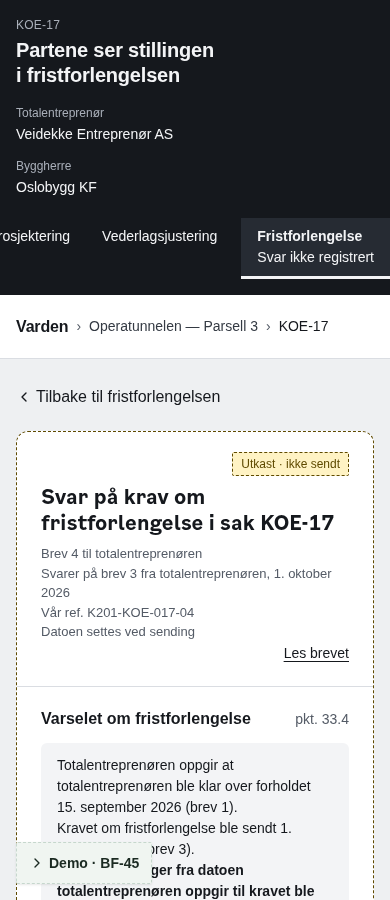 KOE-17
Partene ser stillingen
i fristforlengelsen
Totalentreprenør
Veidekke Entreprenør AS
Byggherre
Oslobygg KF
rosjektering
Vederlagsjustering
Fristforlengelse
Svar ikke registrert
Varden › Operatunnelen — Parsell 3 › KOE-17
Tilbake til fristforlengelsen
Utkast · ikke sendt
Svar på krav om
fristforlengelse i sak KOE-17
Brev 4 til totalentreprenøren
Svarer på brev 3 fra totalentreprenøren, 1. oktober
2026
Vår ref. K201-KOE-017-04
Datoen settes ved sending
Les brevet
Varselet om fristforlengelse pkt. 33.4
Totalentreprenøren oppgir at
totalentreprenøren ble klar over forholdet
15. september 2026 (brev 1).
Kravet om fristforlengelse ble sendt 1.
brev 3).
ger fra datoen
totalentreprenøren oppgir til kravet ble
Demo · BF-45